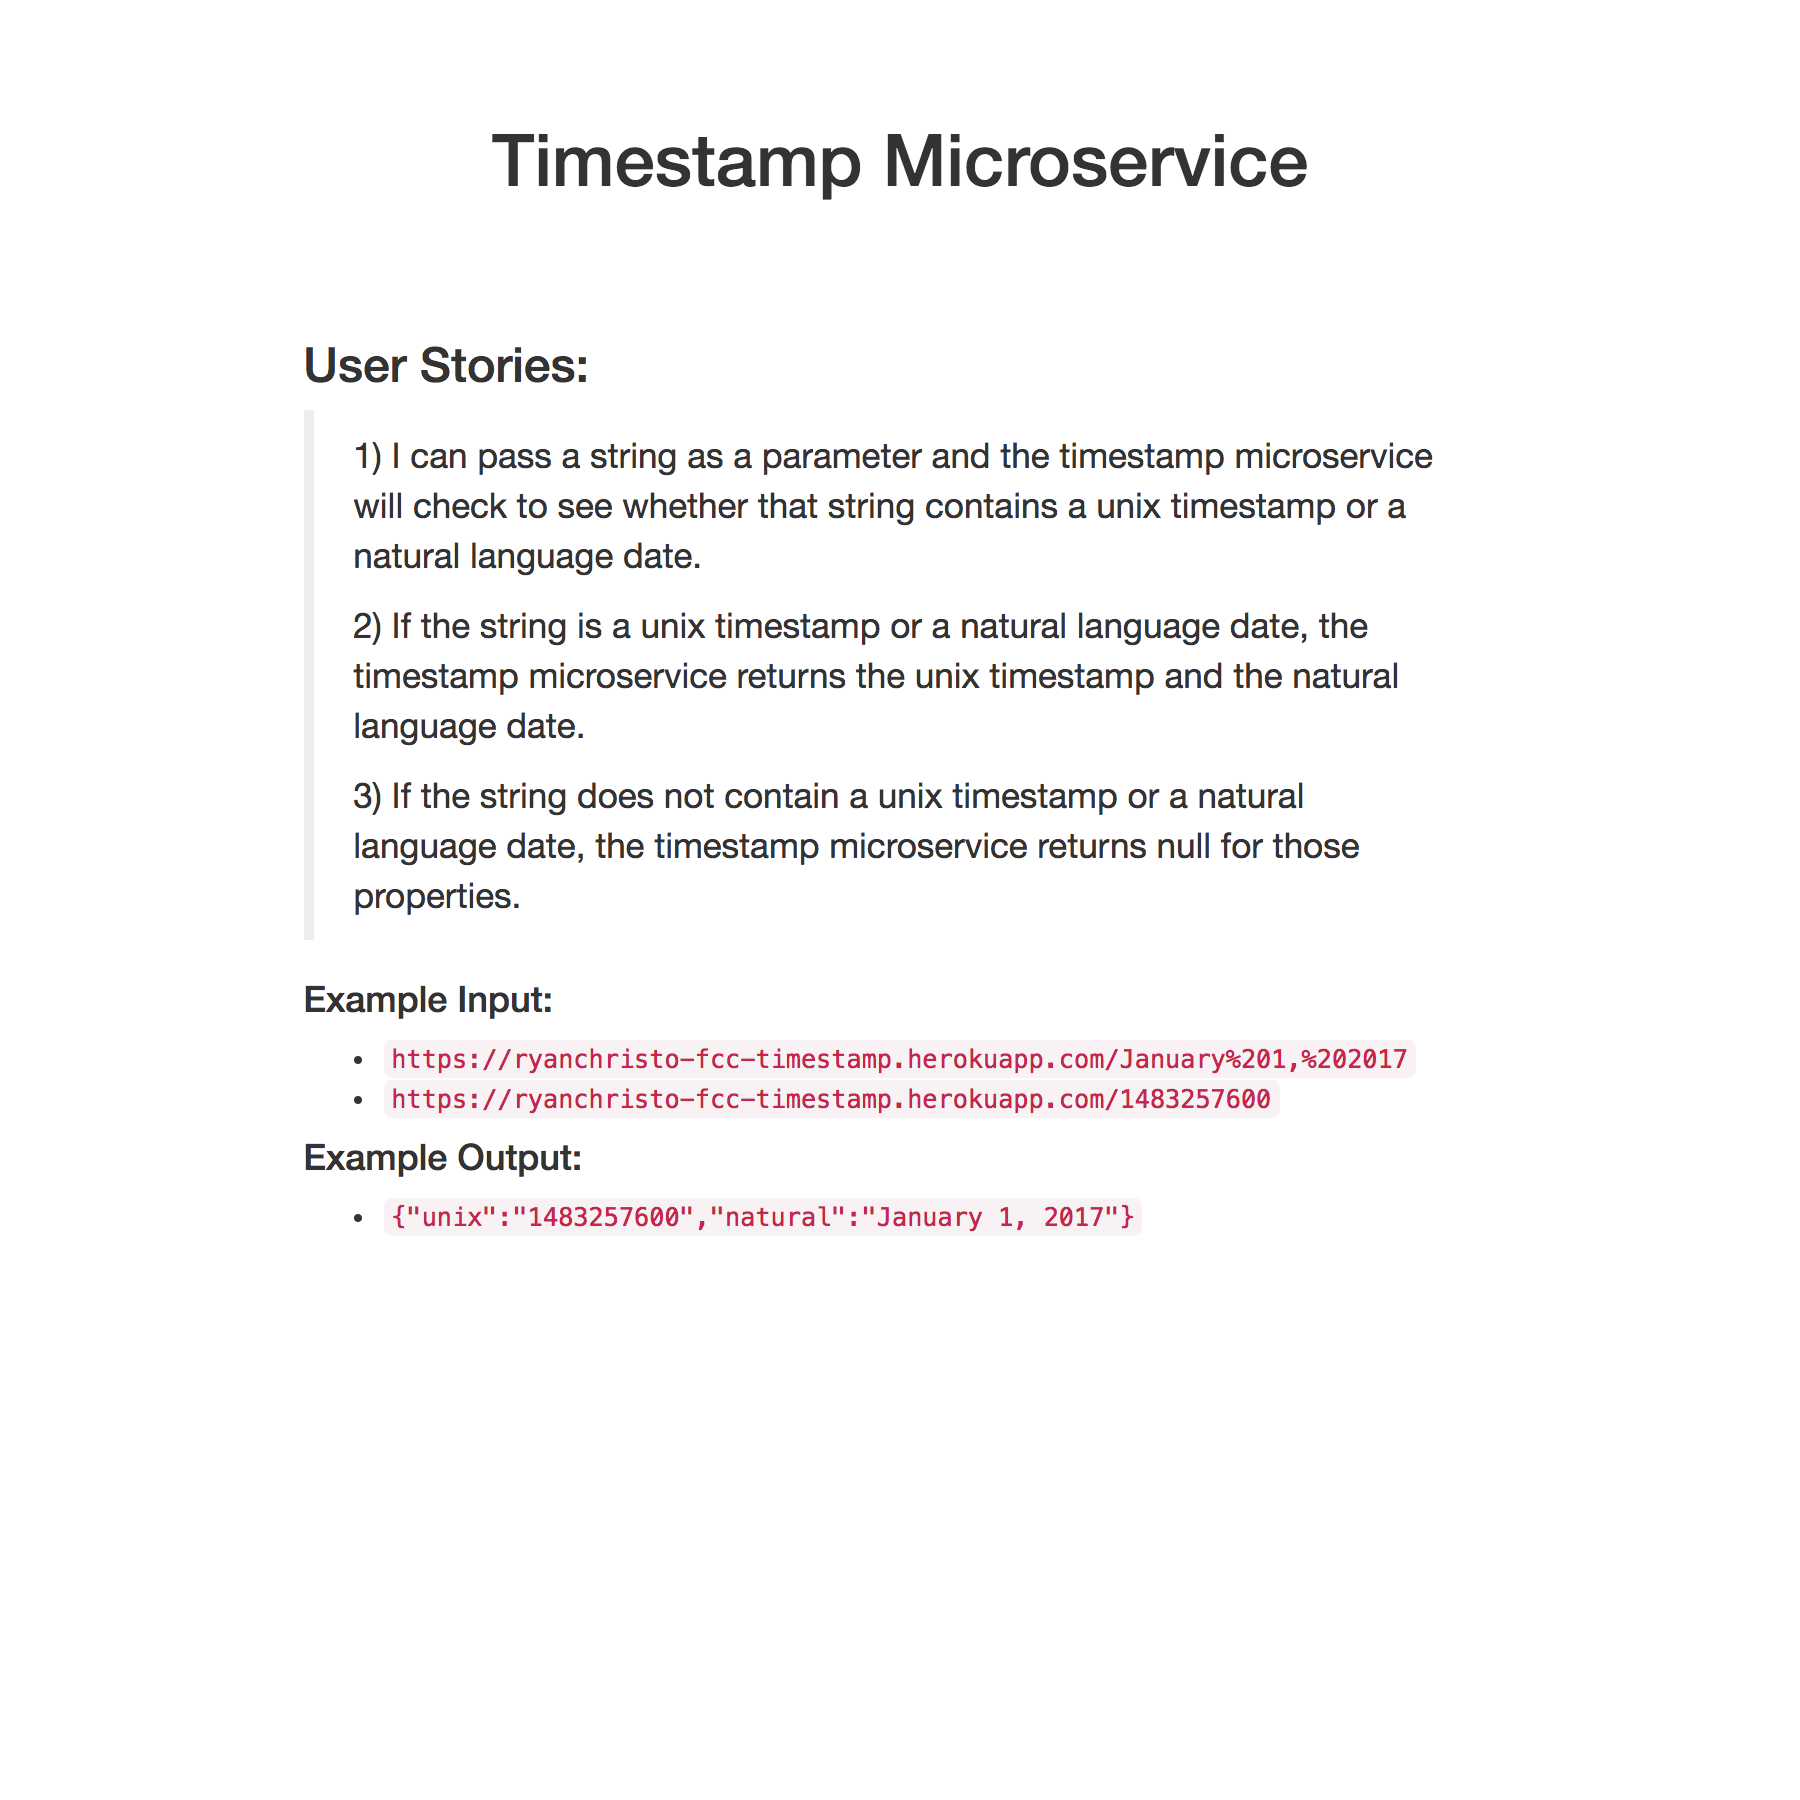 Timestamp Microservice
User Stories:
1) I can pass a string as a parameter and the timestamp microservice
will check to see whether that string contains a unix timestamp or a
natural language date.
2) If the string is a unix timestamp or a natural language date, the
timestamp microservice returns the unix timestamp and the natural
language date.
3) If the string does not contain a unix timestamp or a natural
language date, the timestamp microservice returns null for those
properties.
Example Input:
• https://ryanchristo-fcc-timestamp.herokuapp.com/January%201,%202017
• https://ryanchristo-fcc-timestamp.herokuapp.com/1483257600
Example Output:
• {"unix":"1483257600","natural":"January 1, 2017"}